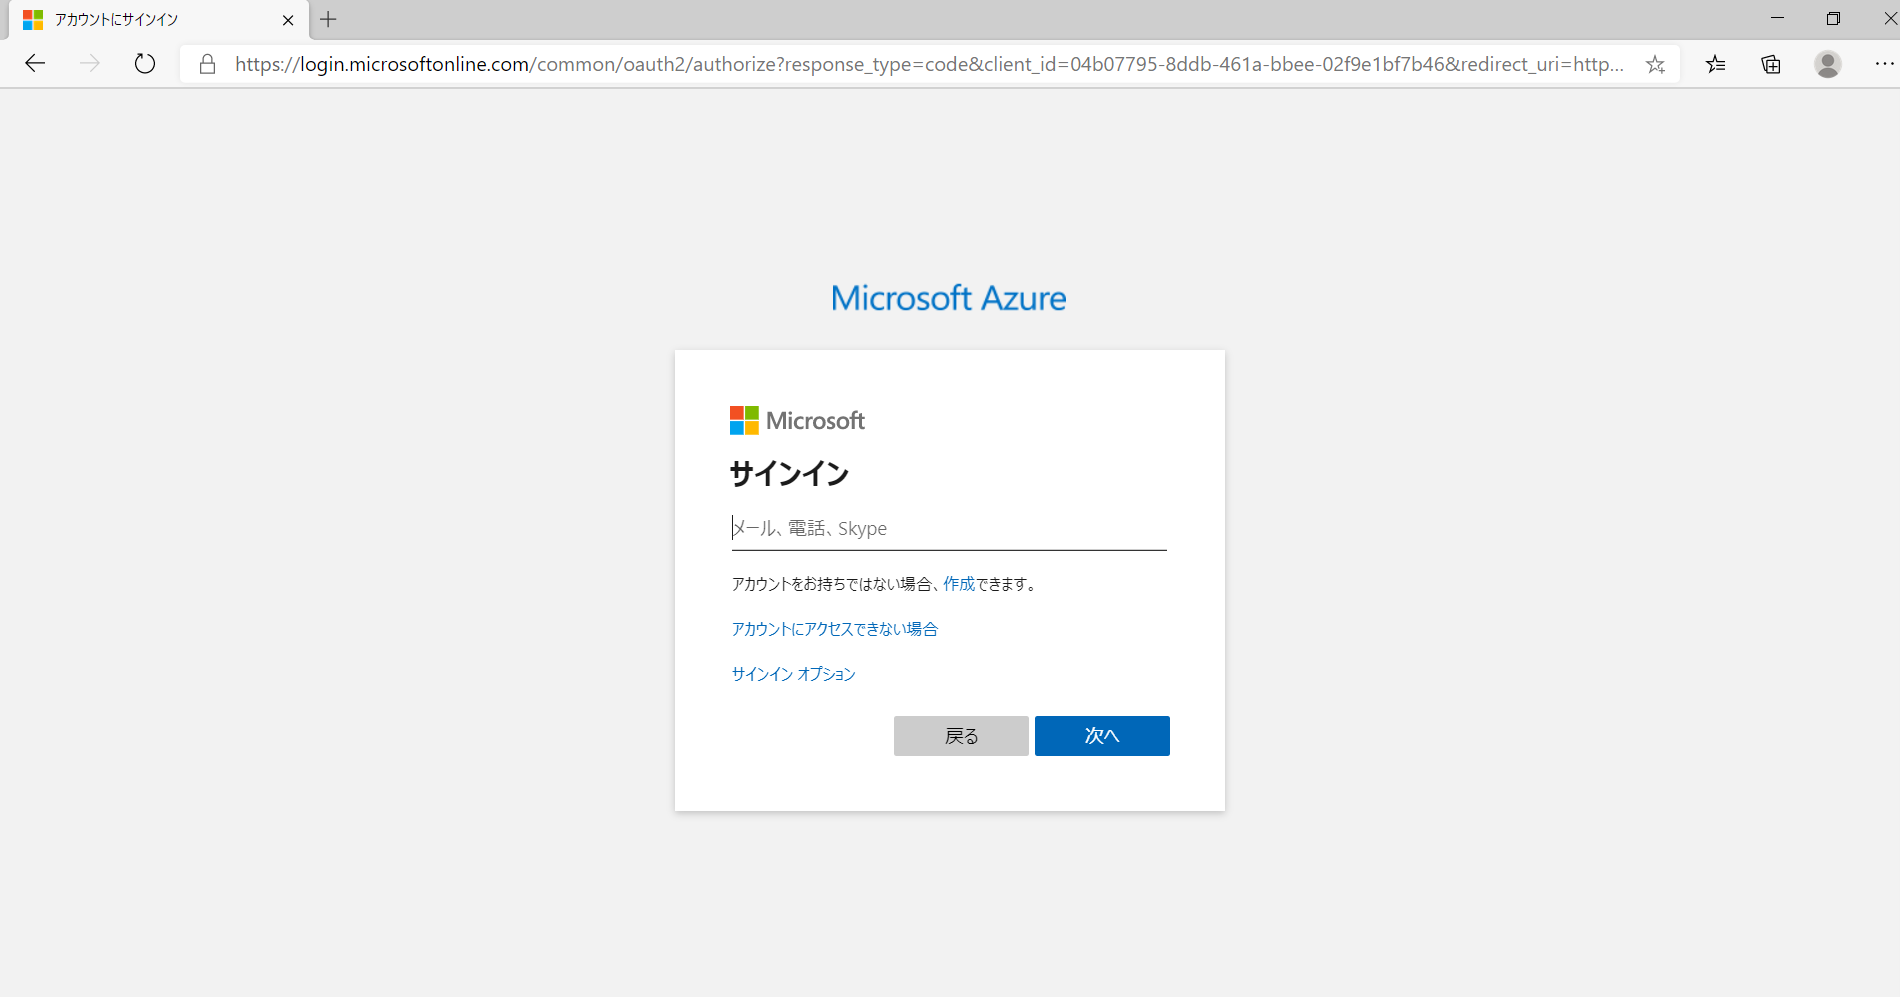 アカウントにサインイン
https://login.microsoftonline.com/common/oauth2/authorize?response_type=code&client_id=04b07795-8ddb-461a-bbee-02f9e1bf7b46&redirect_uri=http...
Microsoft Azure
Microsoft
サインイン
メール、電話、Skype
アカウントをお持ちではない場合、作成できます。
アカウントにアクセスできない場合
サインイン オプション
戻る 次へ